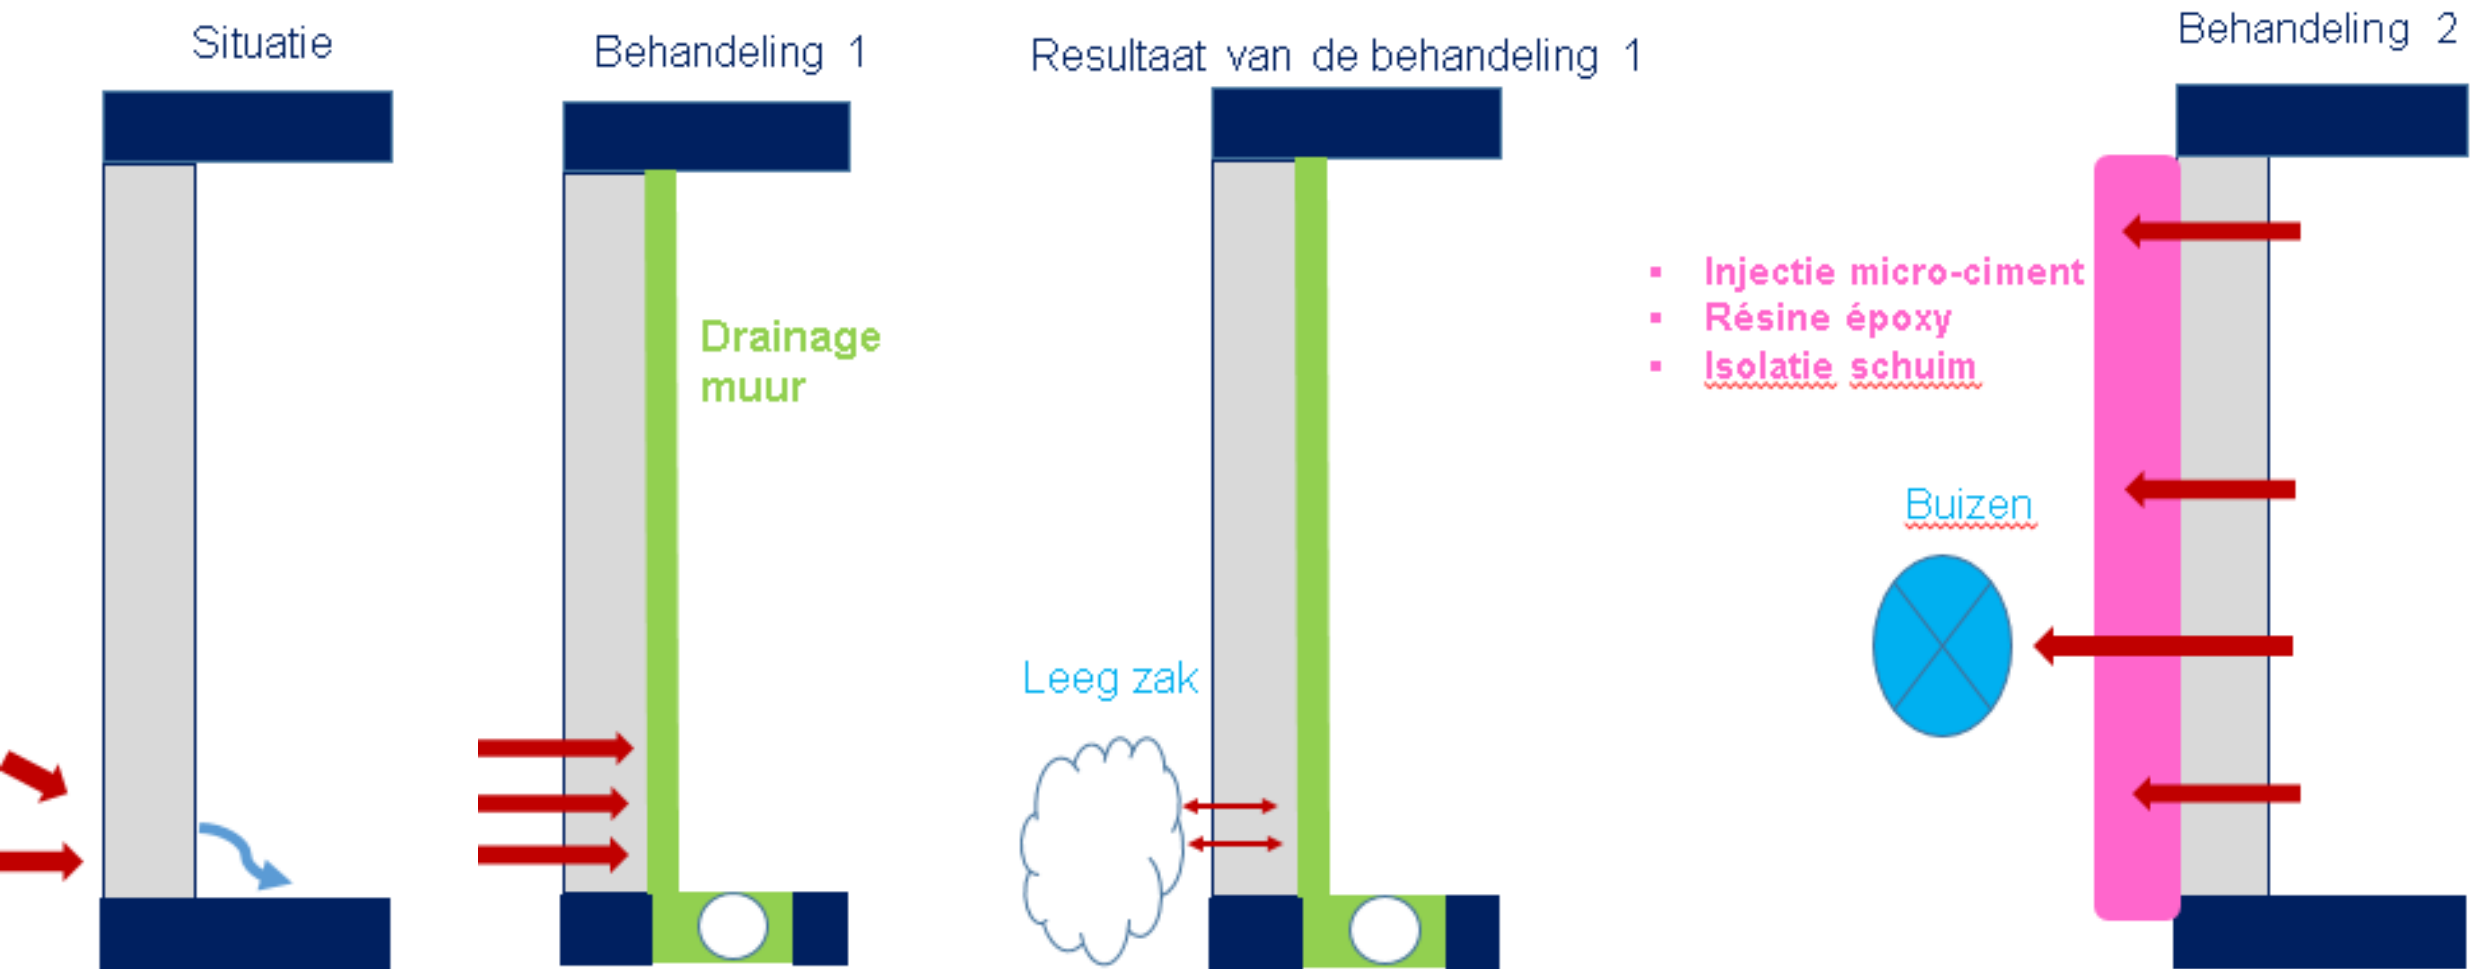 Situatie
Behandeling 1
Resultaat van de behandeling 1
Behandeling 2
Drainage
muur
Leeg zak
Injectie micro-ciment
Résine époxy
Isolatie schuim
Buizen